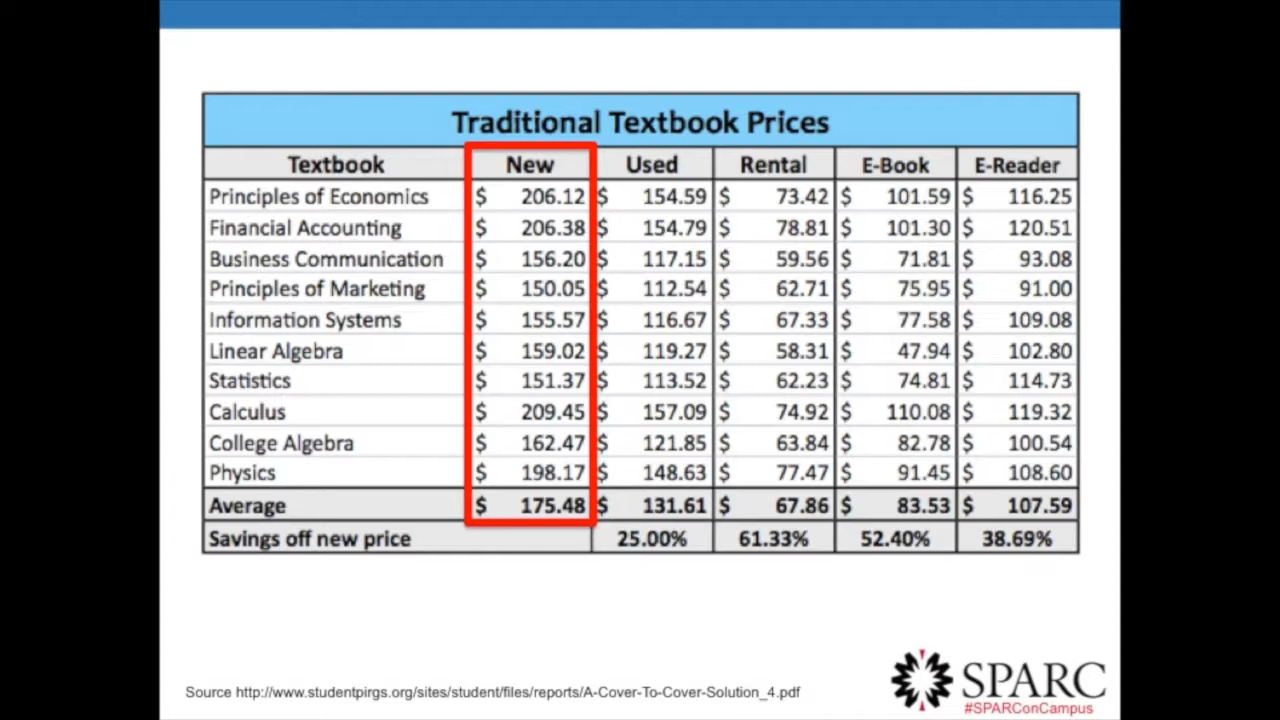 Traditional Textbook Prices
Textbook New Used Rental E-Book E-Reader
Principles of Economics $ 206.12 $ 154.59 $ 73.42 $ 101.59 $ 116.25
Financial Accounting $ 206.38 $ 154.79 $ 78.81 $ 101.30 $ 120.51
Business Communication $ 156.20 $ 117.15 $ 59.56 $ 71.81 $ 93.08
Principles of Marketing $ 150.05 $ 112.54 $ 62.71 $ 75.95 $ 91.00
Information Systems $ 155.57 $ 116.67 $ 67.33 $ 77.58 $ 109.08
Linear Algebra $ 159.02 $ 119.27 $ 58.31 $ 47.94 $ 102.80
Statistics $ 151.37 $ 113.52 $ 62.23 $ 74.81 $ 114.73
Calculus $ 209.45 $ 157.09 $ 74.92 $ 110.08 $ 119.32
College Algebra $ 162.47 $ 121.85 $ 63.84 $ 82.78 $ 100.54
Physics $ 198.17 $ 148.63 $ 77.47 $ 91.45 $ 108.60
Average $ 175.48 $ 131.61 $ 67.86 $ 83.53 $ 107.59
Savings off new price 25.00% 61.33% 52.40% 38.69%
Source http://www.studentpirgs.org/sites/student/files/reports/A-Cover-To-Cover-Solution_4.pdf
SPARC
#SPARConCampus